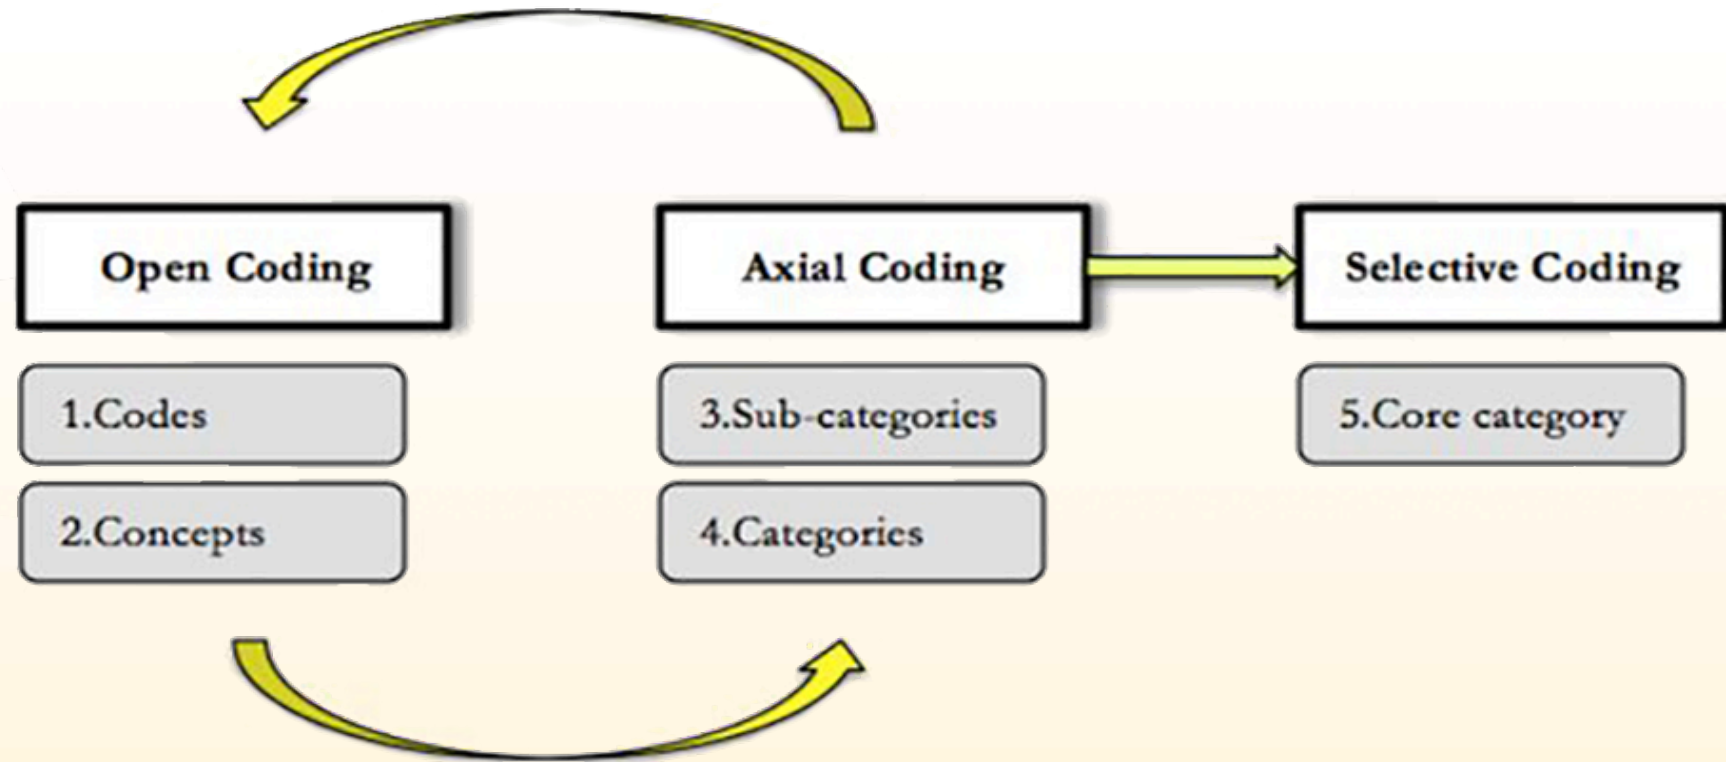 Open Coding
Axial Coding
Selective Coding
1.Codes
3.Sub-categories
5.Core category
2.Concepts
4.Categories